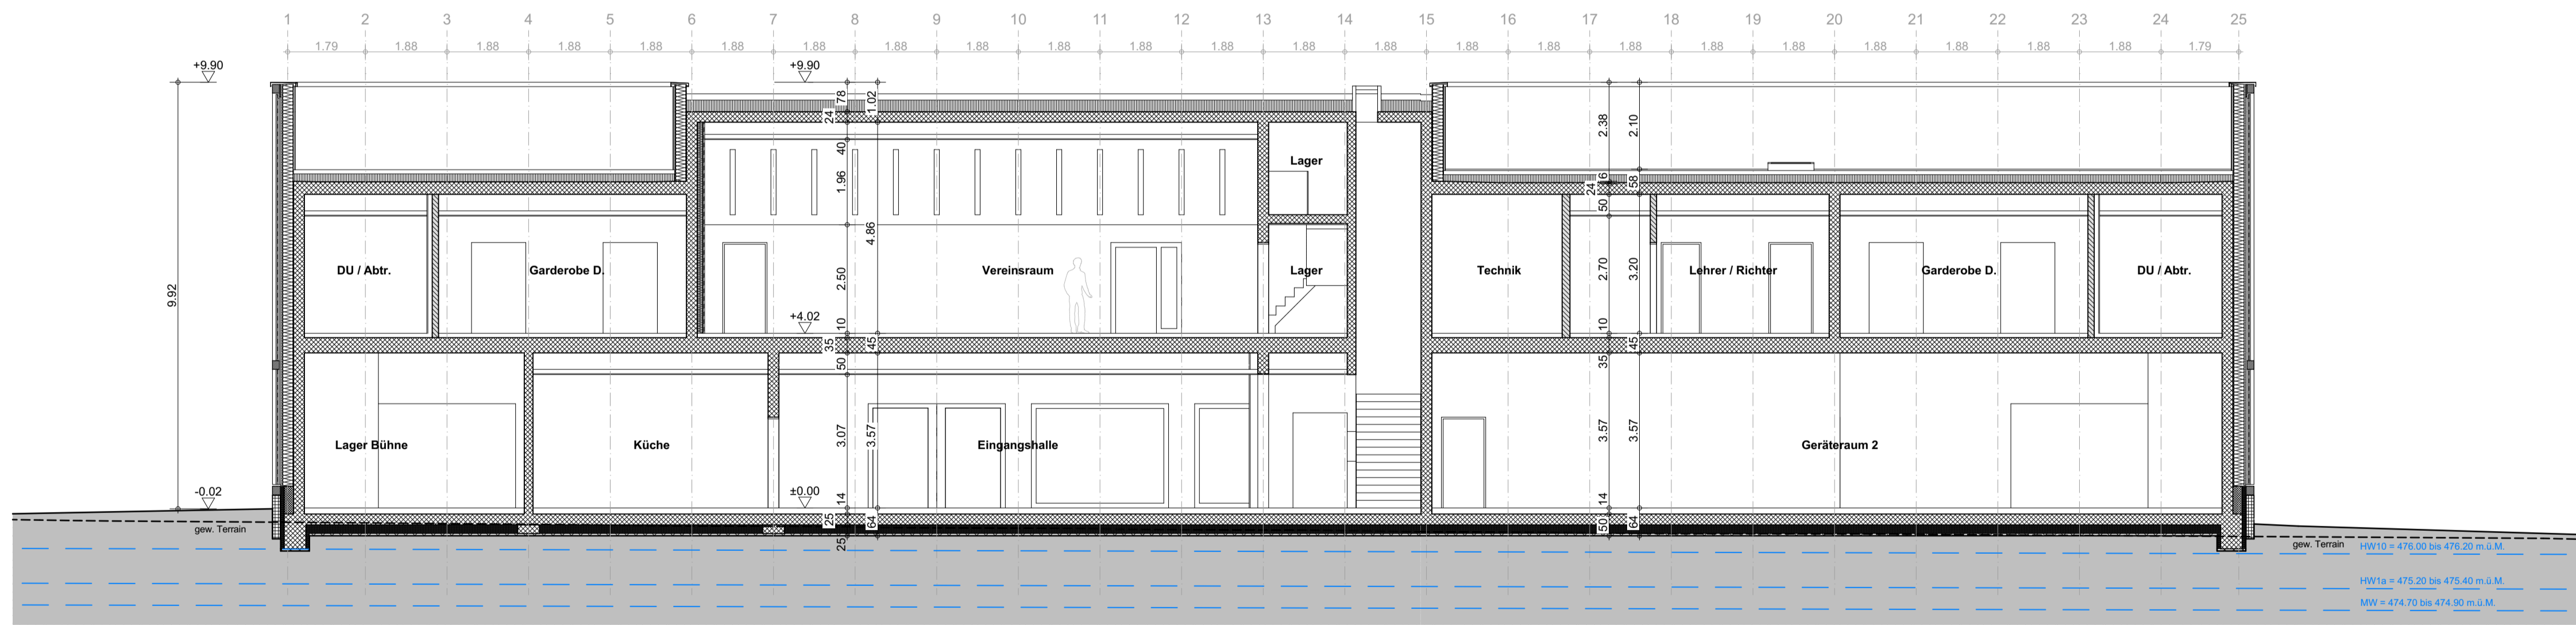 1 2 3 4 5 6 7 8 9 10 11 12 13 14 15 16 17 18 19 20 21 22 23 24 25
1.79 1.88 1.88 1.88 1.88 1.88 1.88 1.88 1.88 1.88 1.88 1.88 1.88 1.88 1.88 1.88 1.88 1.88 1.88 1.88 1.88 1.88 1.88 1.79
+9.90 +9.90
78 1.02
24
2.38 2.10
40
Lager
1.96
6 58
24
50
4.86
DU / Abtr. Garderobe D. 2.50 Vereinsraum Lager Technik 2.70 3.20 Lehrer / Richter Garderobe D. DU / Abtr.
9.92
+4.02
10 10
35 45 45
50 35
3.07 3.57 3.57 3.57
Lager Bühne Küche Eingangshalle Geräteraum 2
-0.02 ±0.00
14 14
25 64 50 64
gew. Terrain
25
gew. Terrain HW10 = 476.00 bis 476.20 m.ü.M.
HW1a = 475.20 bis 475.40 m.ü.M.
MW = 474.70 bis 474.90 m.ü.M.